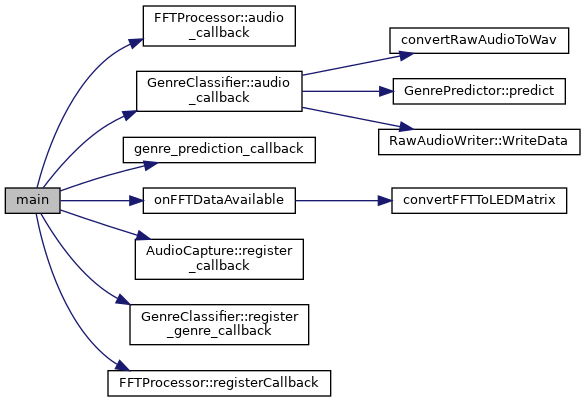 FFTProcessor::audio
_callback
convertRawAudioToWav
GenreClassifier::audio
_callback
GenrePredictor::predict
RawAudioWriter::WriteData
genre_prediction_callback
main
onFFTDataAvailable
convertFFTToLEDMatrix
AudioCapture::register
_callback
GenreClassifier::register
_genre_callback
FFTProcessor::registerCallback